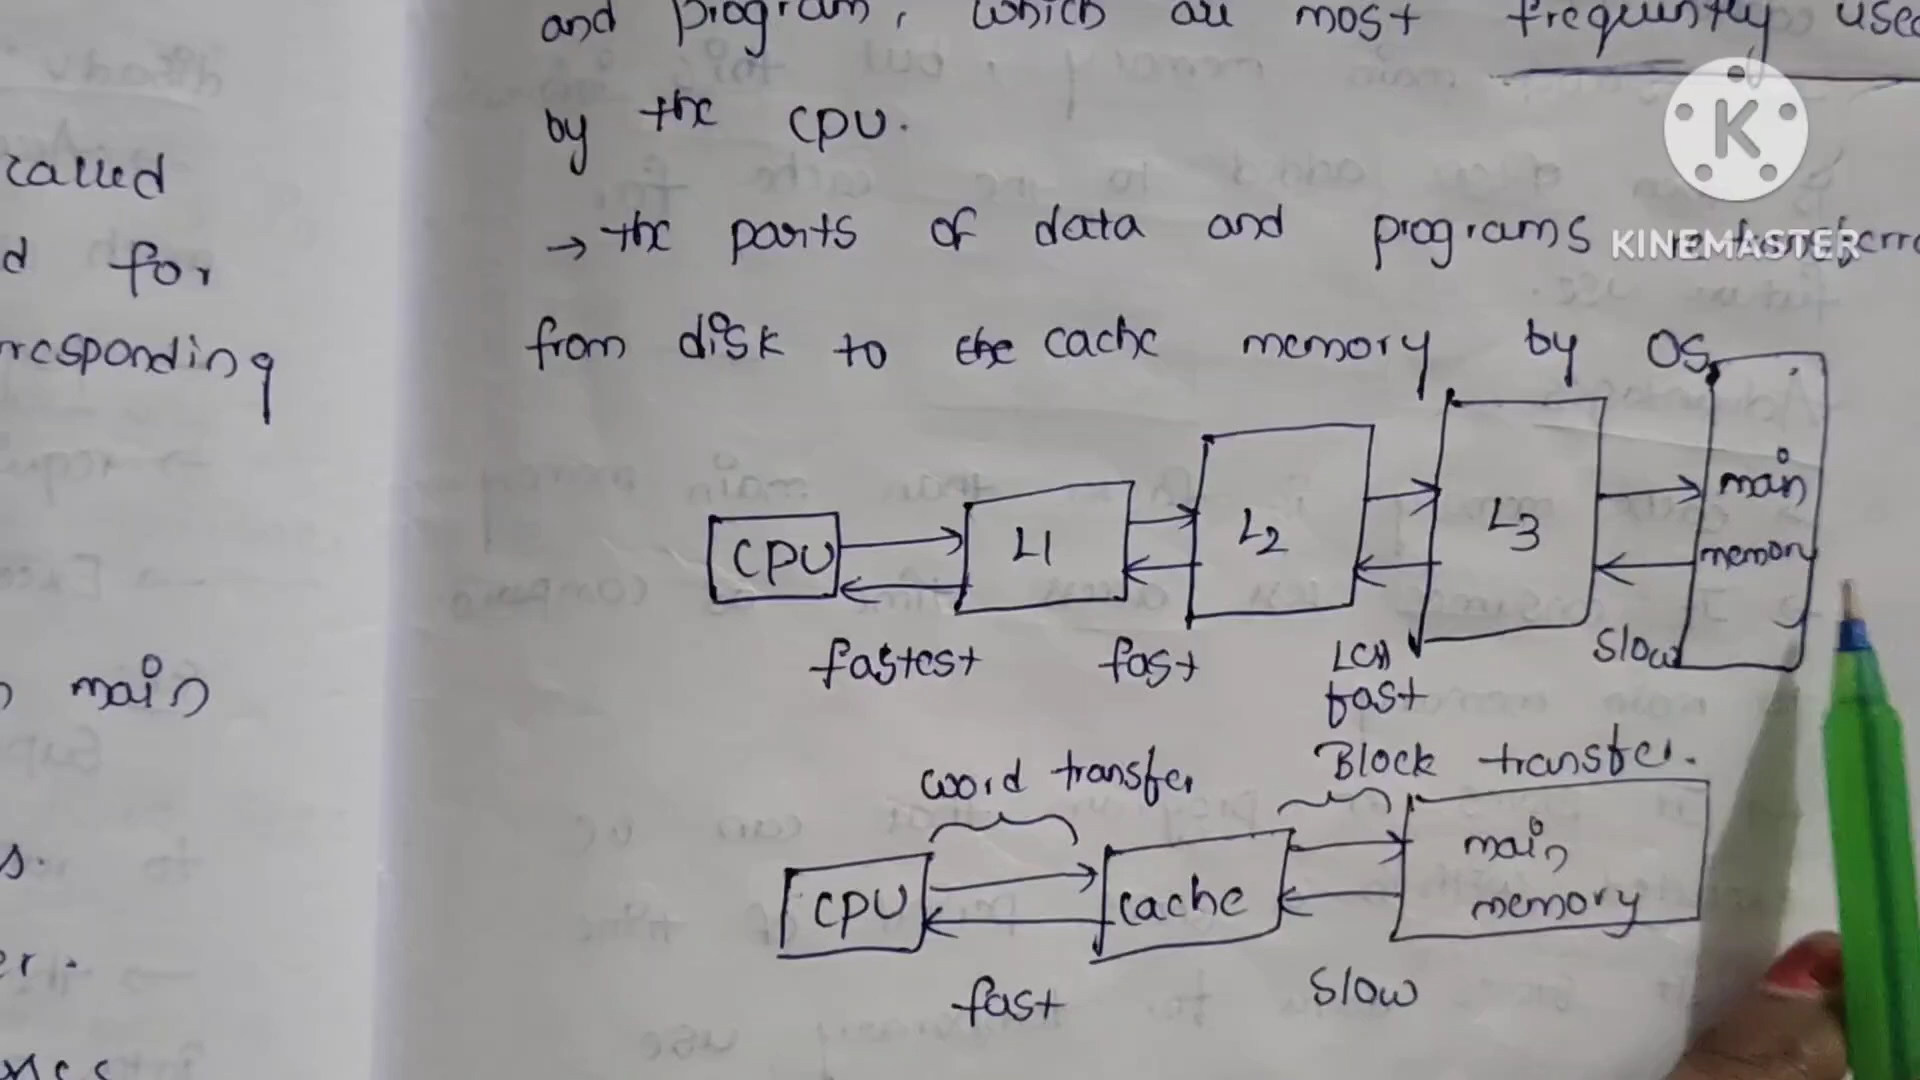 and program, which are most frequently used
by the CPU.
→ the parts of data and programs
from disk to the cache memory by OS
CPU
L1
L2
L3
main
memory
fastest
fast
less
fast
slow
word transfer
Block transfer.
CPU
cache
main
memory
fast
slow
called
d for
responding
main
s.
er.
K
KINEMASTER